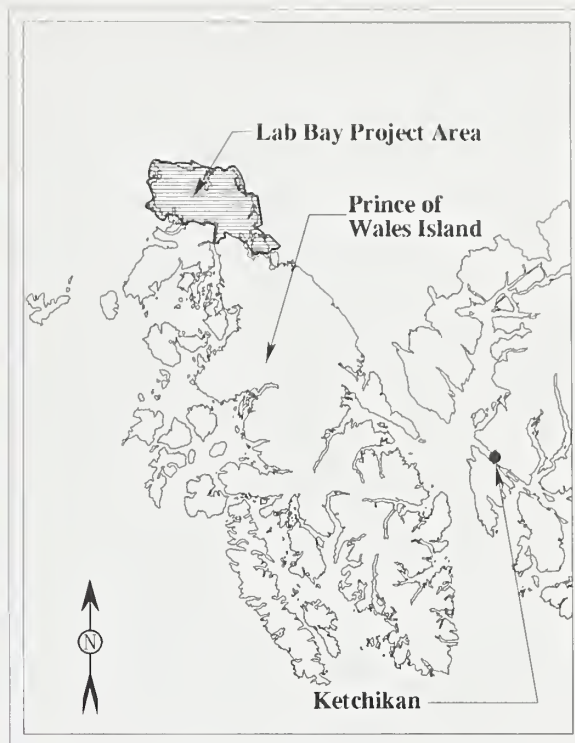 Lab Bay Project Area
Prince of
Wales Island
N
Ketchikan